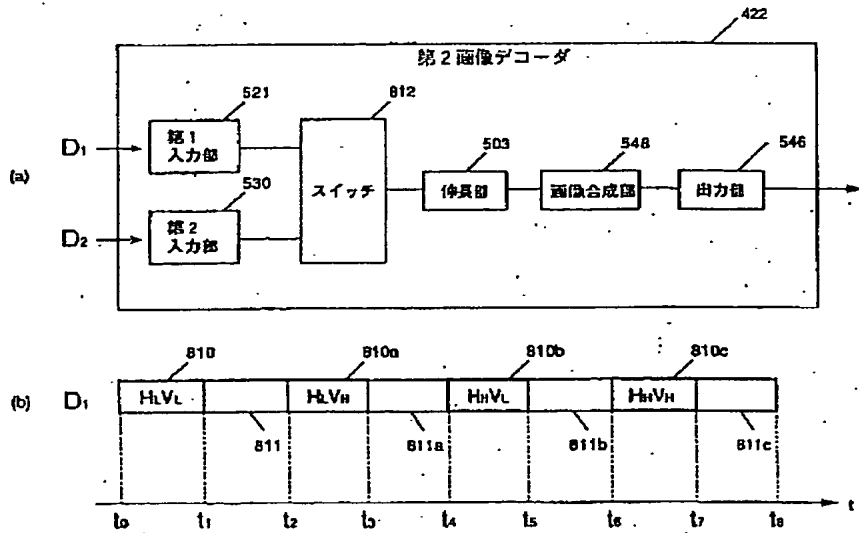 422
第2画像デコーダ
521
812
第1
入力部
D₁
(a)
530
503
548
546
スイッチ
伸長部
画像合成部
出力部
第2
入力部
D₂
810
810a
810b
810c
(b)
D₁
HLVL
HLVH
HHVL
HHVH
811
811a
811b
811c
t
t₀ t₁ t₂ t₃ t₄ t₅ t₆ t₇ t₈